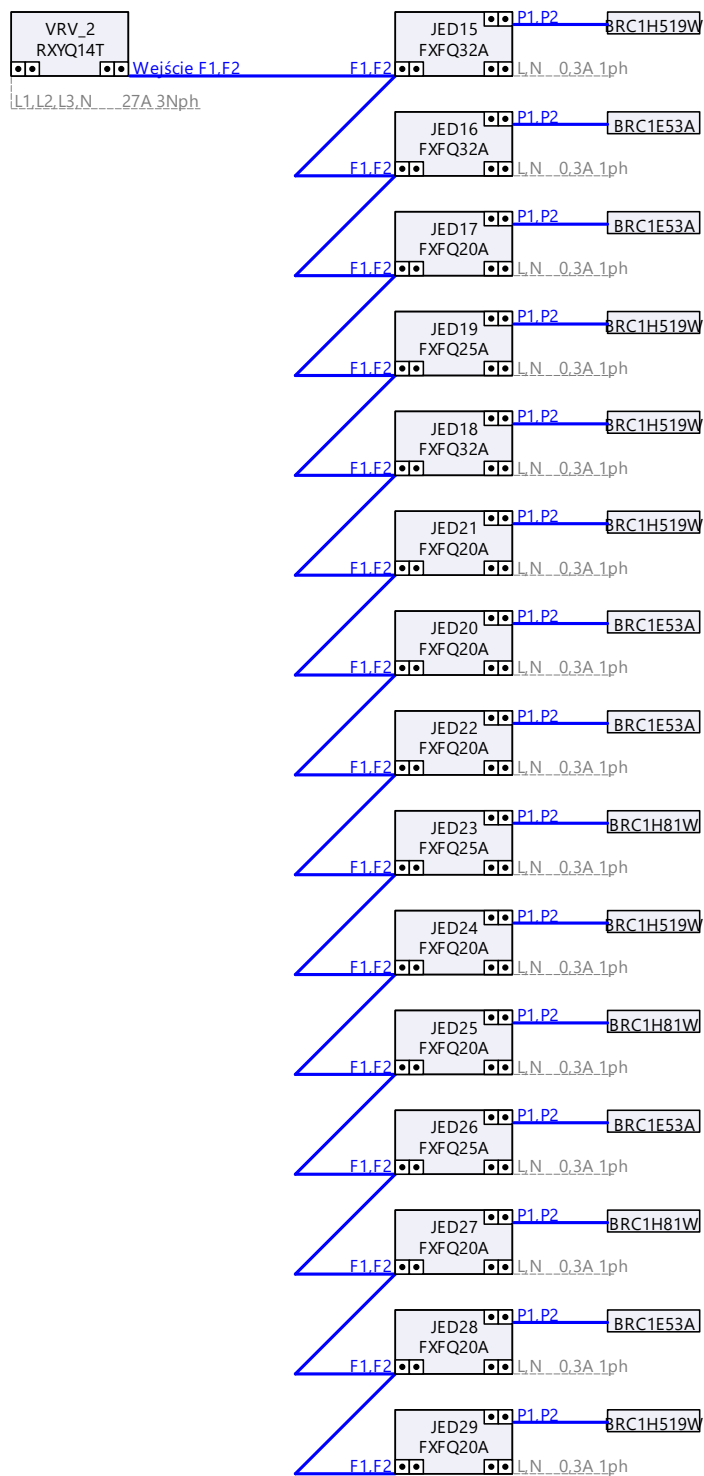 VRV_2
RXYQ14T
Wejście F1,F2
L1,L2,L3,N 27A 3Nph
JED15
FXFQ32A
F1,F2
P1,P2
BRC1H519W
L,N 0,3A 1ph
JED16
FXFQ32A
F1,F2
P1,P2
BRC1E53A
L,N 0,3A 1ph
JED17
FXFQ20A
F1,F2
P1,P2
BRC1E53A
L,N 0,3A 1ph
JED19
FXFQ25A
F1,F2
P1,P2
BRC1H519W
L,N 0,3A 1ph
JED18
FXFQ32A
F1,F2
P1,P2
BRC1H519W
L,N 0,3A 1ph
JED21
FXFQ20A
F1,F2
P1,P2
BRC1H519W
L,N 0,3A 1ph
JED20
FXFQ20A
F1,F2
P1,P2
BRC1E53A
L,N 0,3A 1ph
JED22
FXFQ20A
F1,F2
P1,P2
BRC1E53A
L,N 0,3A 1ph
JED23
FXFQ25A
F1,F2
P1,P2
BRC1H81W
L,N 0,3A 1ph
JED24
FXFQ20A
F1,F2
P1,P2
BRC1H519W
L,N 0,3A 1ph
JED25
FXFQ20A
F1,F2
P1,P2
BRC1H81W
L,N 0,3A 1ph
JED26
FXFQ25A
F1,F2
P1,P2
BRC1E53A
L,N 0,3A 1ph
JED27
FXFQ20A
F1,F2
P1,P2
BRC1H81W
L,N 0,3A 1ph
JED28
FXFQ20A
F1,F2
P1,P2
BRC1E53A
L,N 0,3A 1ph
JED29
FXFQ20A
F1,F2
P1,P2
BRC1H519W
L,N 0,3A 1ph